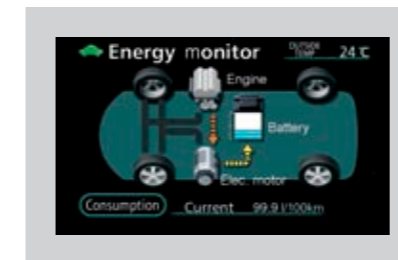 Energy monitor OUTSIDE TEMP 24 ℃
Engine
Battery
Elec. motor
Consumption Current 99.9 l/100km